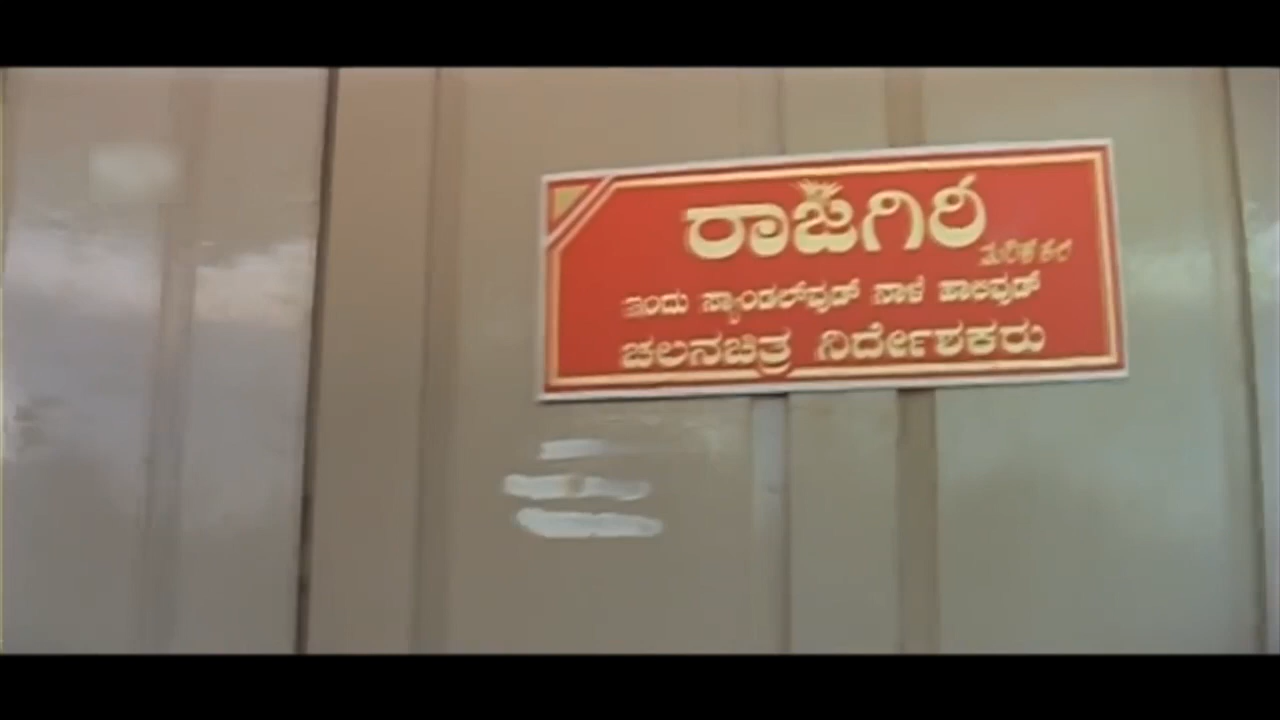 ರಾಜಗಿರಿ
ಇಂದು ಸ್ಯಾಂಡಲ್‌ವುಡ್ ನಾಳೆ ಹಾಲಿವುಡ್
ಚಲನಚಿತ್ರ ನಿರ್ದೇಶಕರು